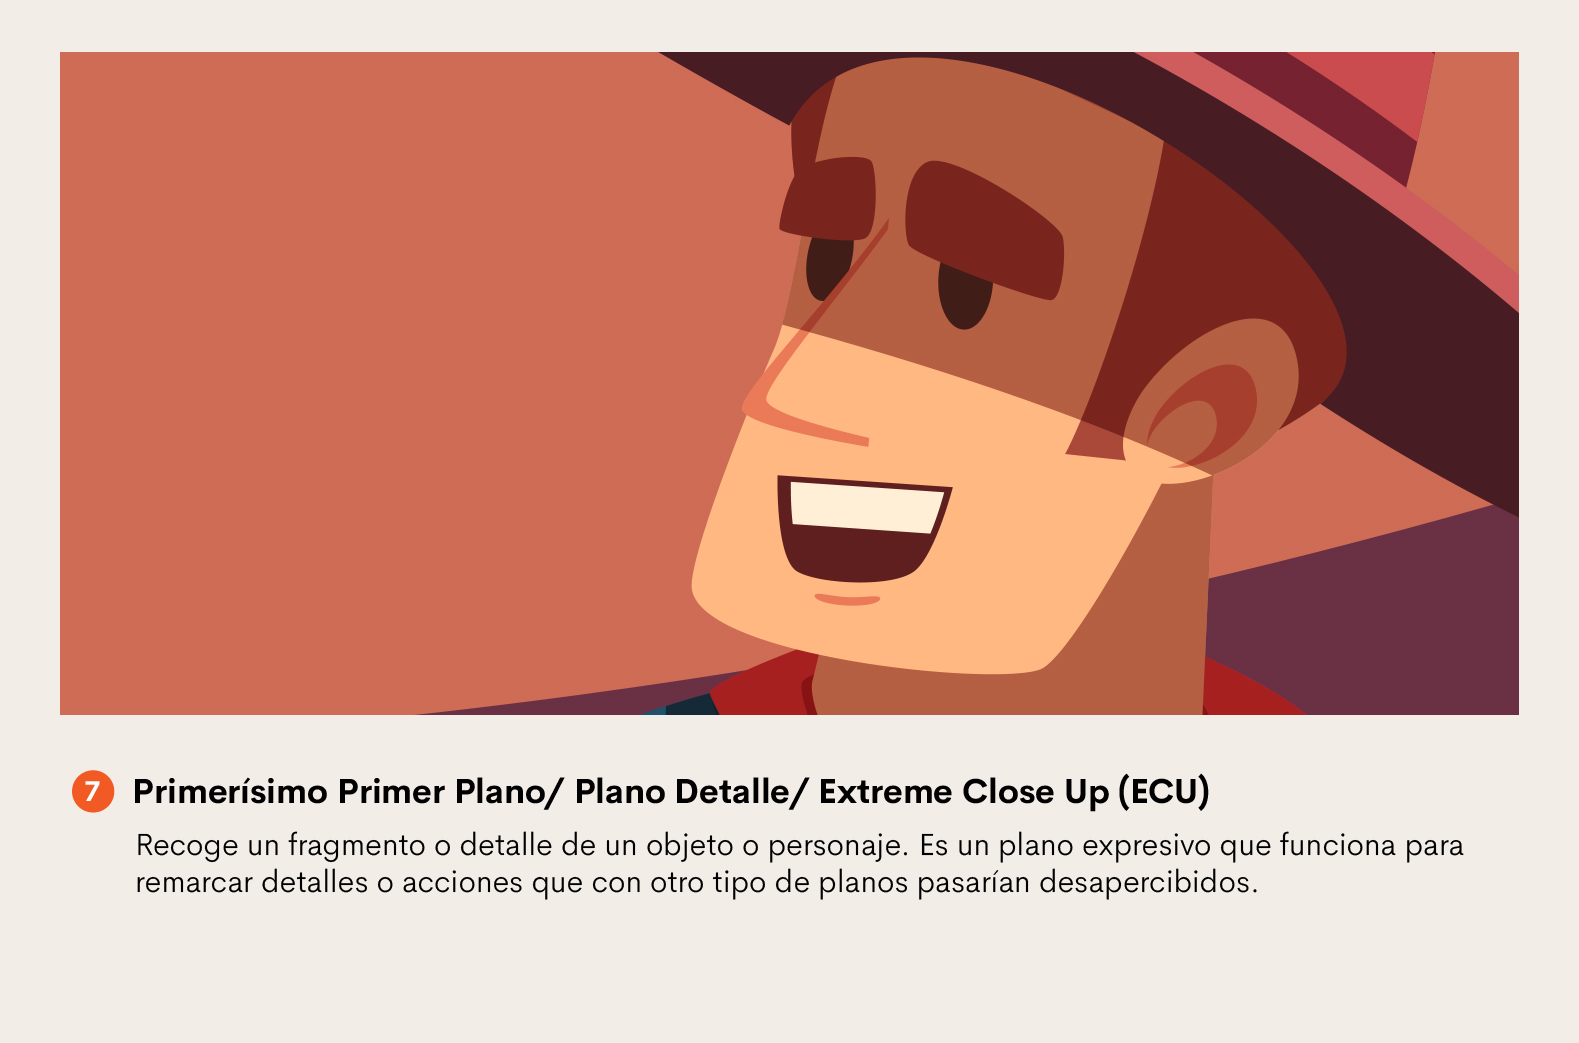 7 Primerísimo Primer Plano/ Plano Detalle/ Extreme Close Up (ECU)
Recoge un fragmento o detalle de un objeto o personaje. Es un plano expresivo que funciona para
remarcar detalles o acciones que con otro tipo de planos pasarían desapercibidos.